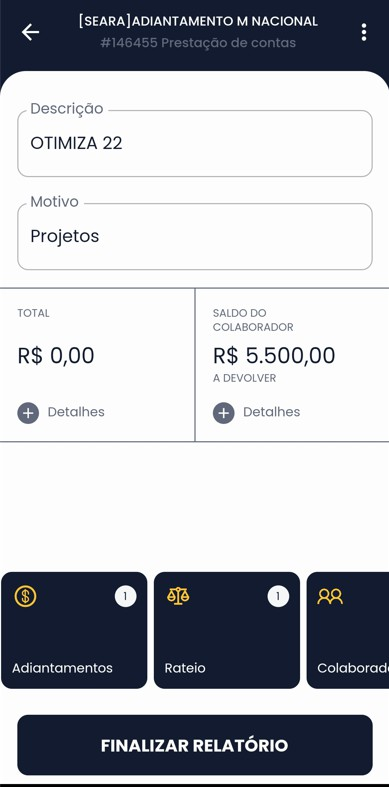 [SEARA]ADIANTAMENTO M NACIONAL
#146455 Prestação de contas
Descrição
OTIMIZA 22
Motivo
Projetos
TOTAL
R$ 0,00
Detalhes
SALDO DO
COLABORADOR
R$ 5.500,00
A DEVOLVER
Detalhes
1
Adiantamentos
1
Rateio
Colaborad
FINALIZAR RELATÓRIO